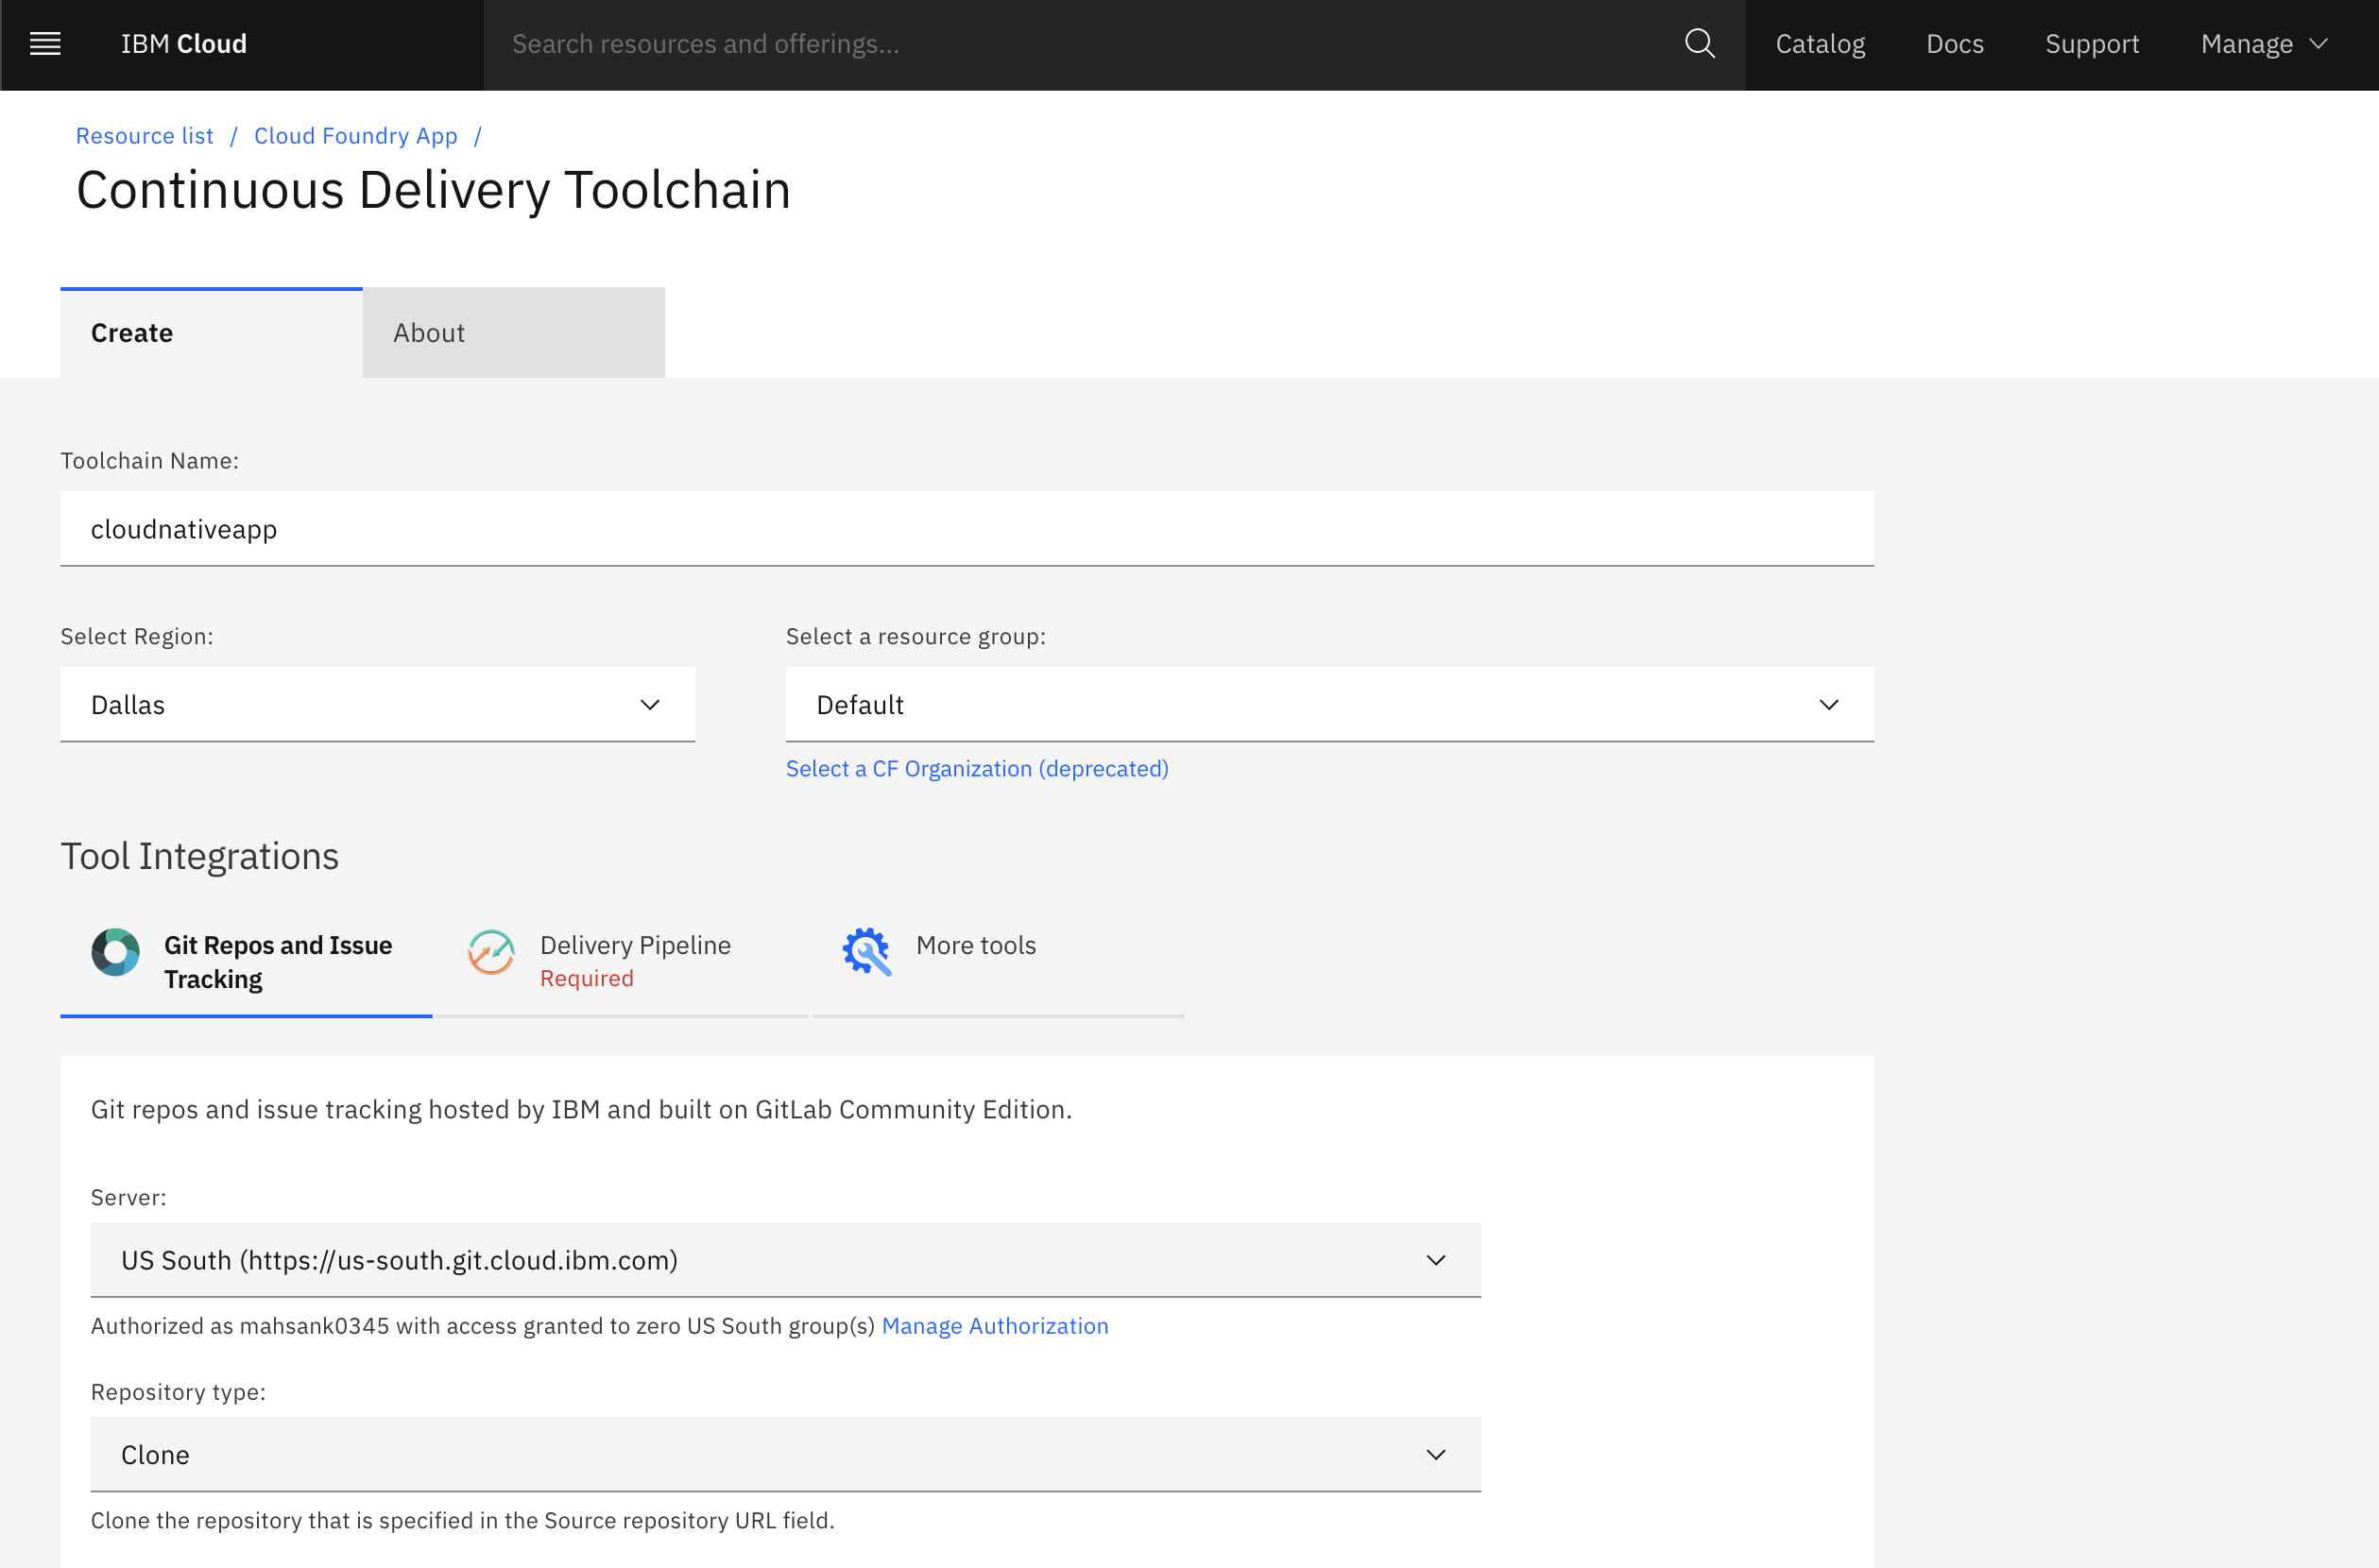 IBM Cloud
Search resources and offerings...
Catalog
Docs
Support
Manage
Resource list / Cloud Foundry App /
Continuous Delivery Toolchain
Create
About
Toolchain Name:
cloudnativeapp
Select Region:
Select a resource group:
Dallas
Default
Select a CF Organization (deprecated)
Tool Integrations
Git Repos and Issue
Tracking
Delivery Pipeline
Required
More tools
Git repos and issue tracking hosted by IBM and built on GitLab Community Edition.
Server:
US South (https://us-south.git.cloud.ibm.com)
Authorized as mahsank0345 with access granted to zero US South group(s) Manage Authorization
Repository type:
Clone
Clone the repository that is specified in the Source repository URL field.